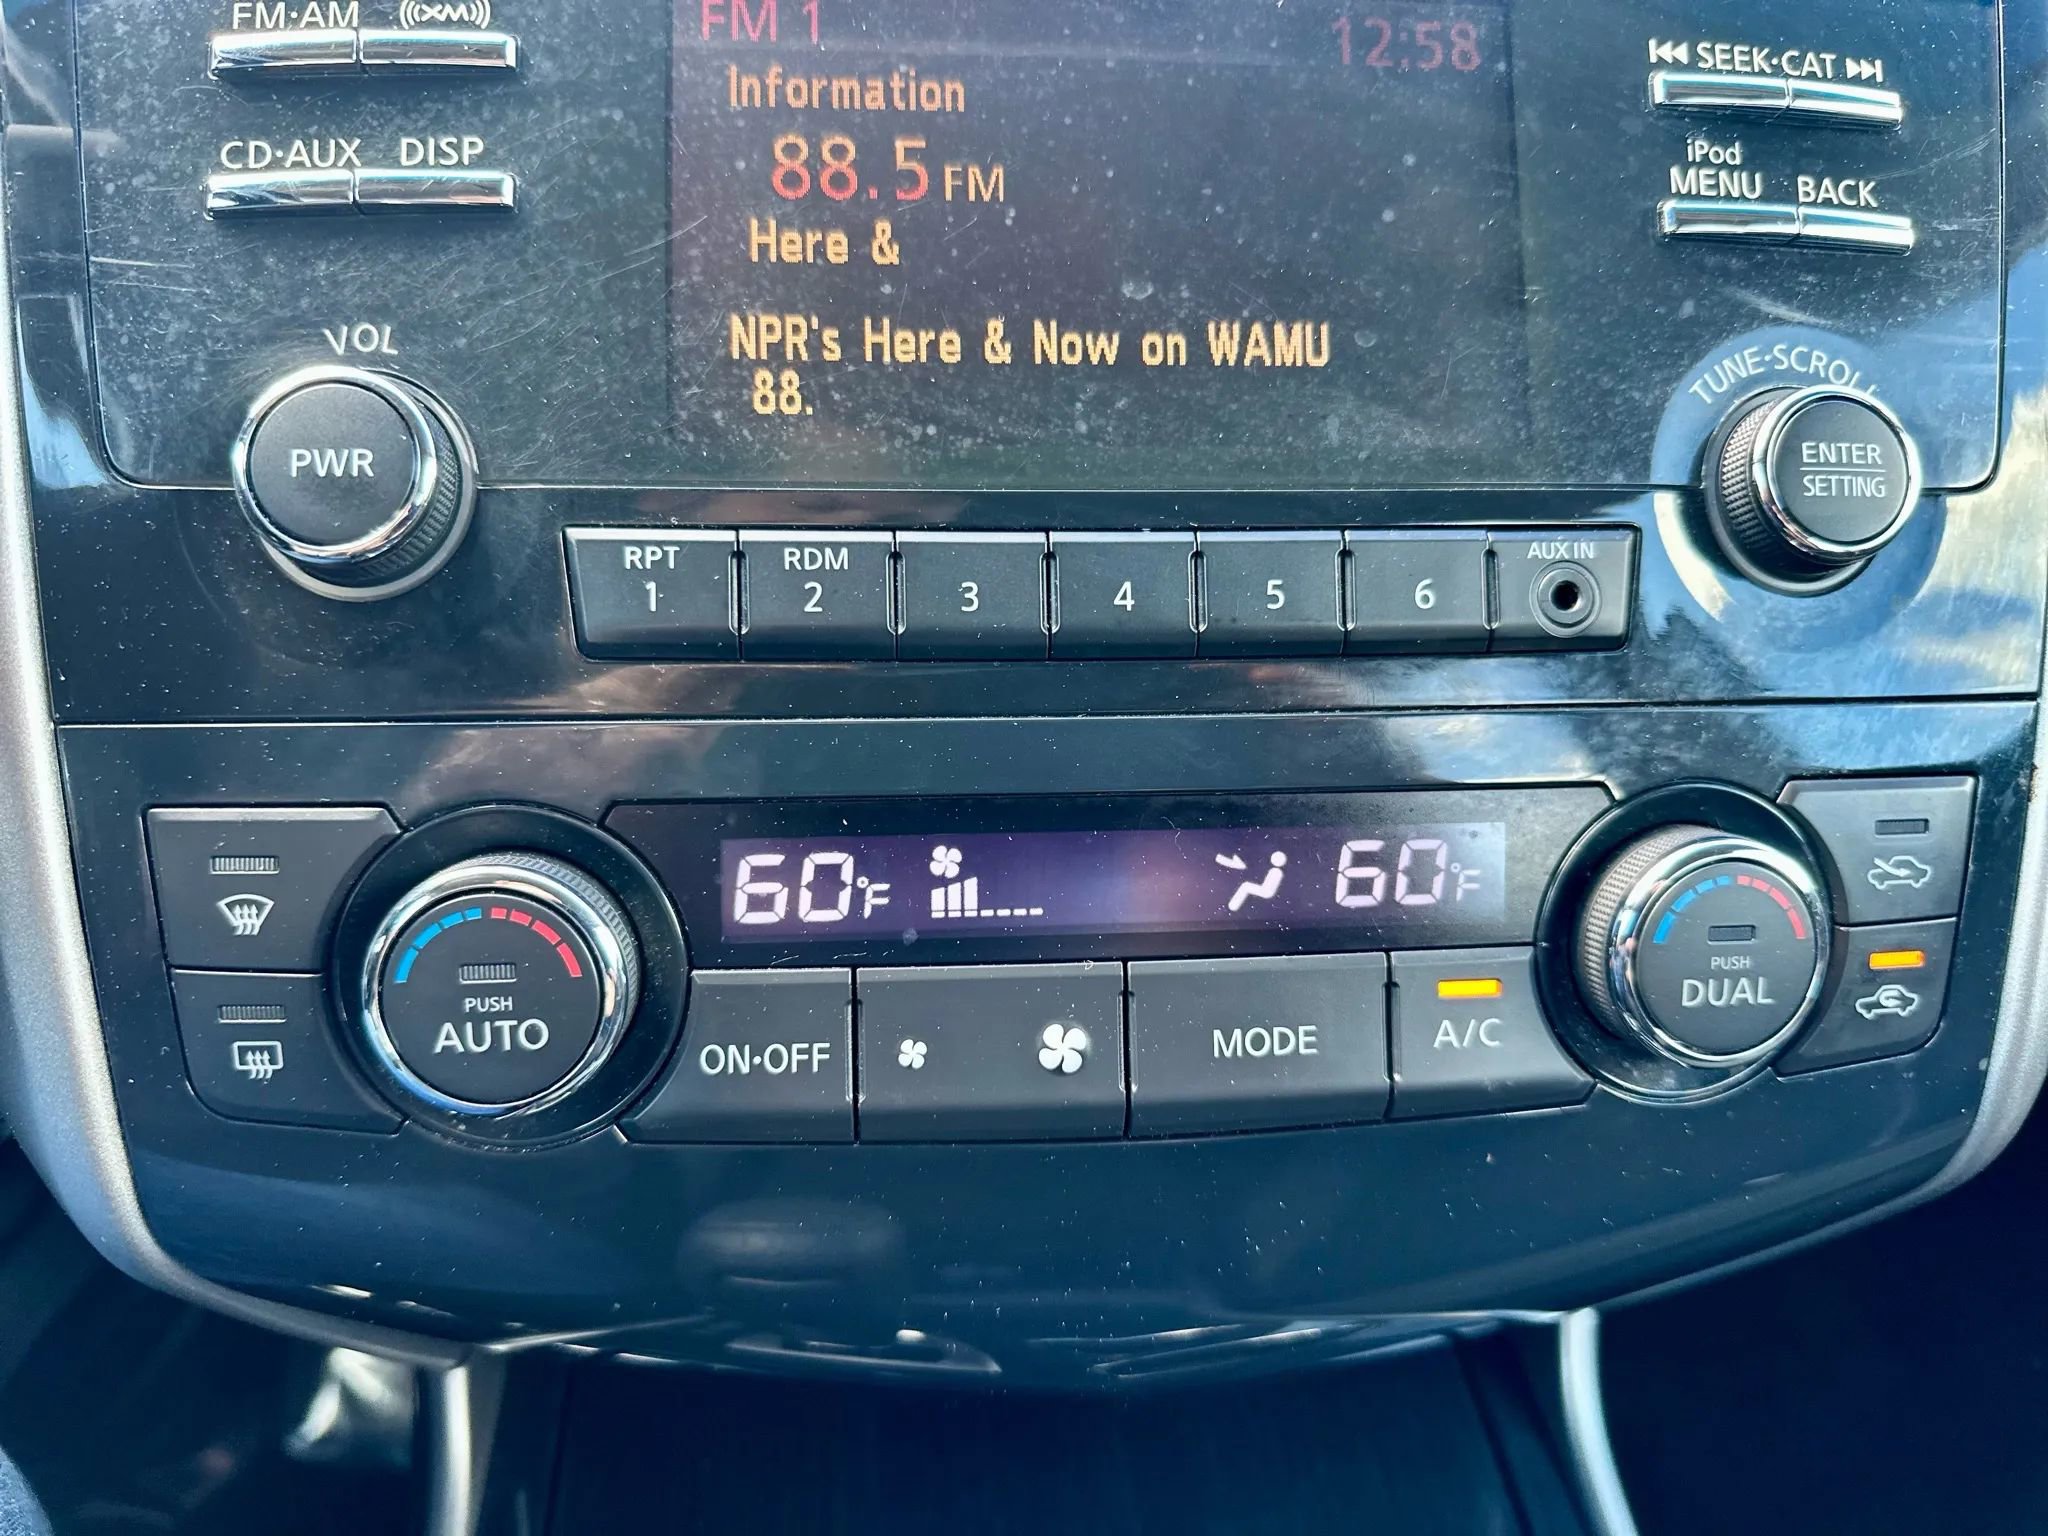 FM·AM XM
FM 1 12:58
SEEK·CAT
Information
CD·AUX DISP
88.5 FM
iPod
MENU BACK
Here &
VOL
NPR's Here & Now on WAMU
88.
TUNE·SCROLL
PWR
ENTER
SETTING
RPT RDM AUX IN
1 2 3 4 5 6
60°F 60°F
PUSH
AUTO
ON·OFF
MODE
A/C
PUSH
DUAL